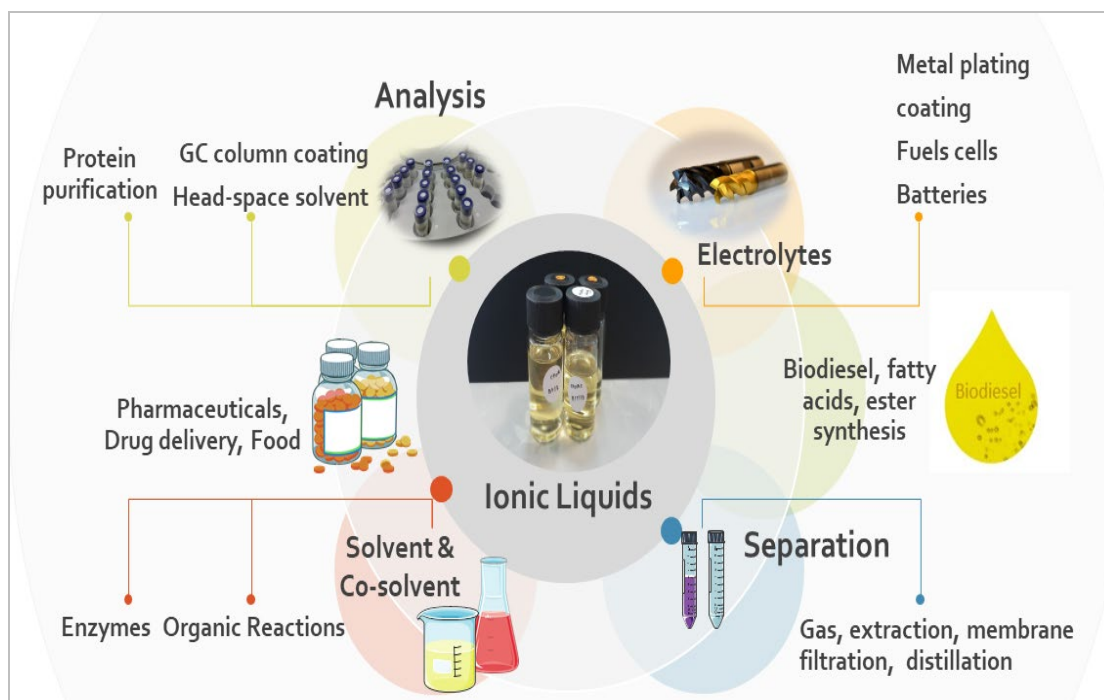 Analysis
Protein
purification
GC column coating
Head-space solvent
Metal plating
coating
Fuels cells
Batteries
Electrolytes
Pharmaceuticals,
Drug delivery, Food
Biodiesel, fatty
acids, ester
synthesis
Biodiesel
Ionic Liquids
Solvent &
Co-solvent
Enzymes
Organic Reactions
Separation
Gas, extraction, membrane
filtration, distillation